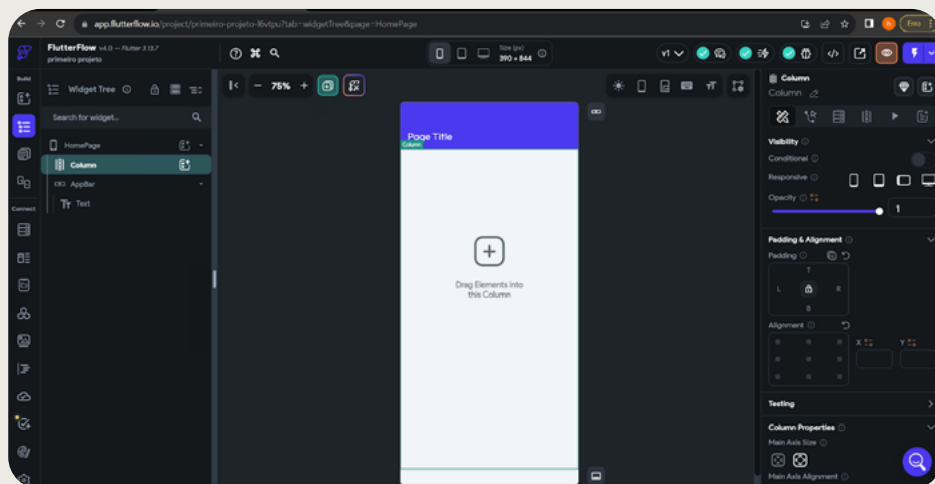 app.flutterflow.io/project/primeiro-projeto-l6vtpu?tab=widgetTree&page=HomePage
Erro
FlutterFlow v4.0 — Flutter 3.13.7
primeiro projeto
Size (px)
390 × 844
v1
Build
Widget Tree
75%
Column
Column
Search for widget...
HomePage
Column
AppBar
Text
Connect
Page Title
Column
Drag Elements into
this Column
Visibility
Conditional
Responsive
Opacity
1
Padding & Alignment
Padding
T
L
R
B
Alignment
X
Y
Testing
Column Properties
Main Axis Size
Main Axis Alignment